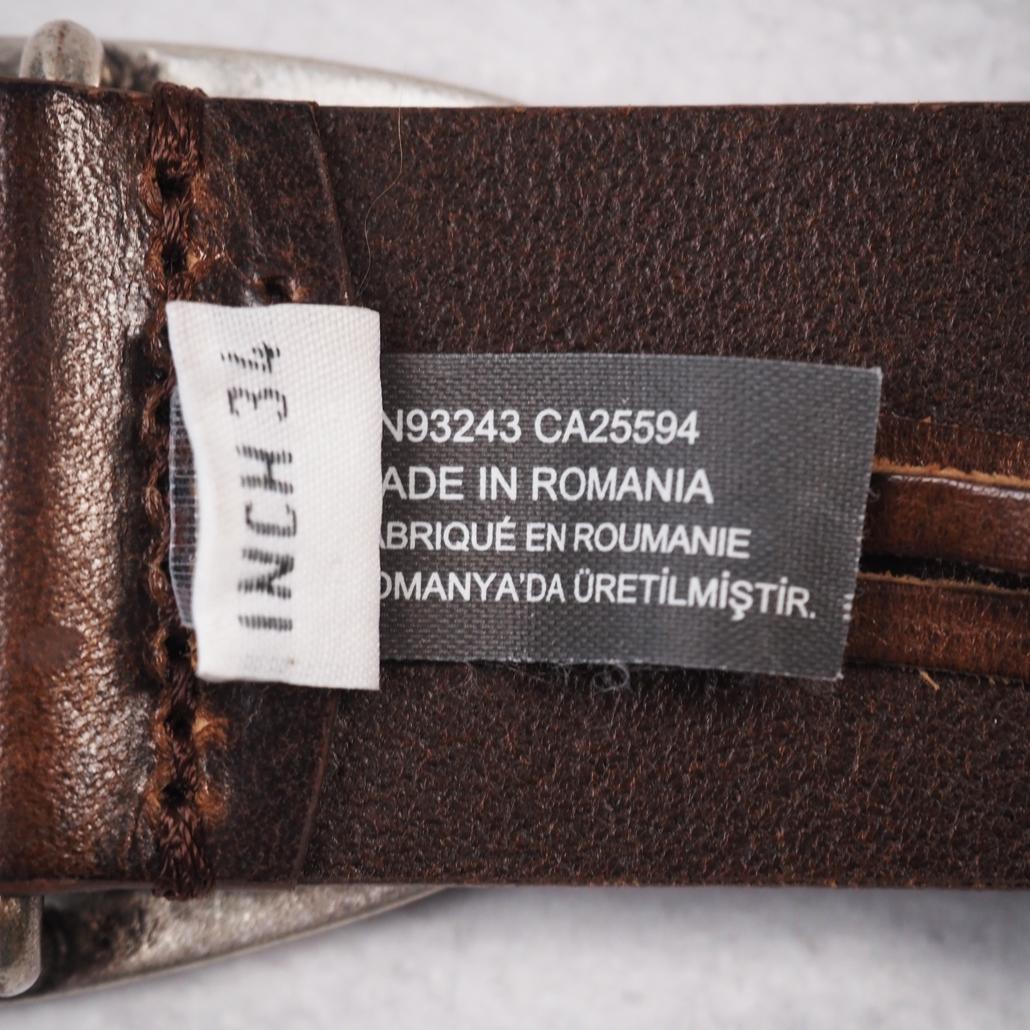 INCH 34
N93243 CA25594
ADE IN ROMANIA
ABRIQUÉ EN ROUMANIE
OMANYA'DA ÜRETİLMİŞTİR.